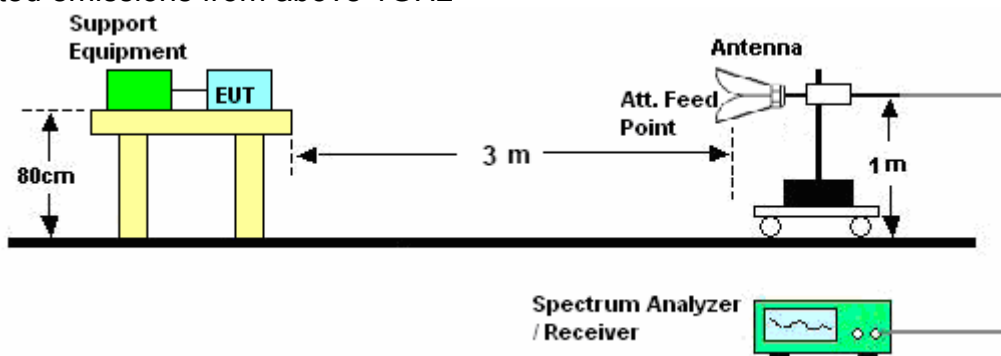 Support
Equipment
EUT
80cm
3 m
Antenna
Att. Feed
Point
1 m
Spectrum Analyzer
/ Receiver